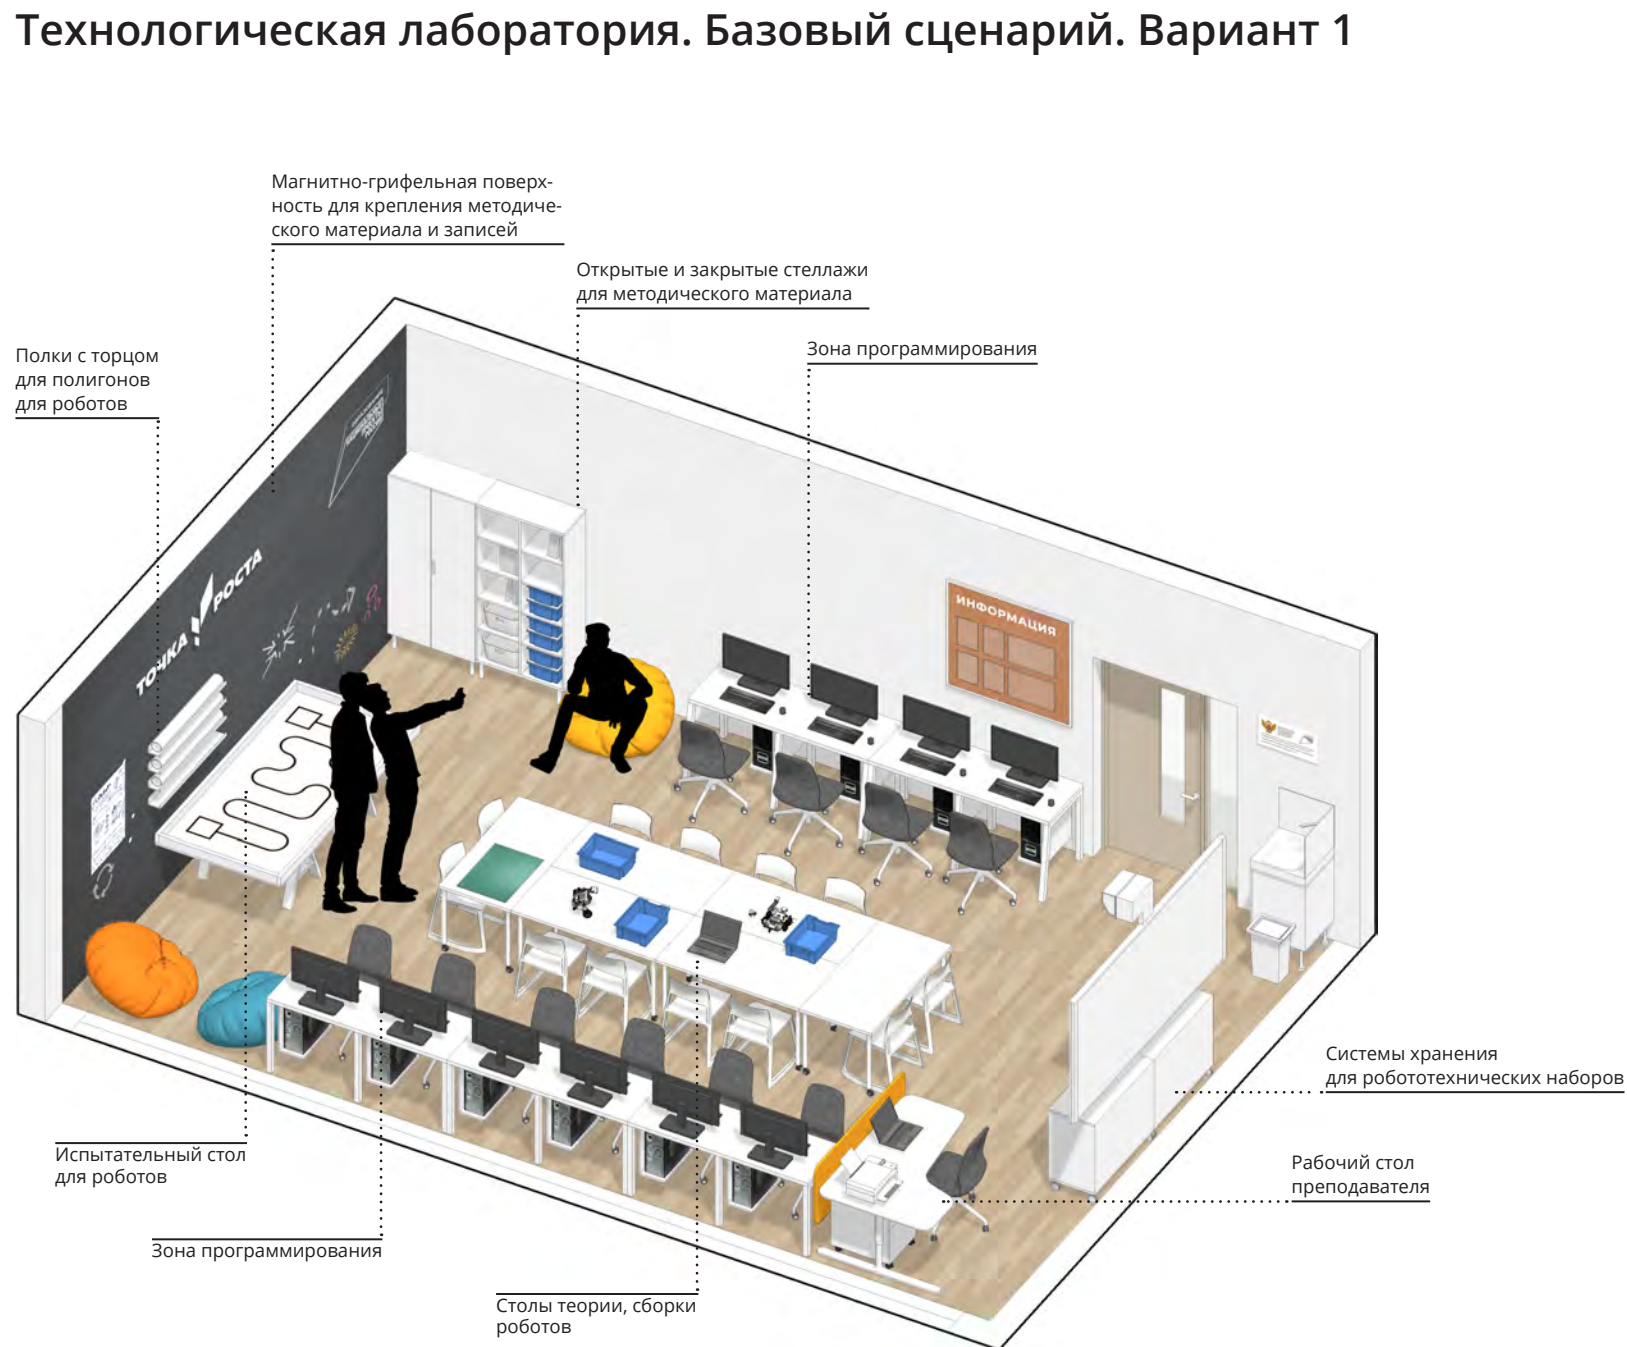 Технологическая лаборатория. Базовый сценарий. Вариант 1
Магнитно-грифельная поверх-
ность для крепления методиче-
ского материала и записей
Открытые и закрытые стеллажи
для методического материала
Зона программирования
Полки с торцом
для полигонов
для роботов
ТОЧКА РОСТА
ИНФОРМАЦИЯ
Системы хранения
для робототехнических наборов
Испытательный стол
для роботов
Рабочий стол
преподавателя
Зона программирования
Столы теории, сборки
роботов